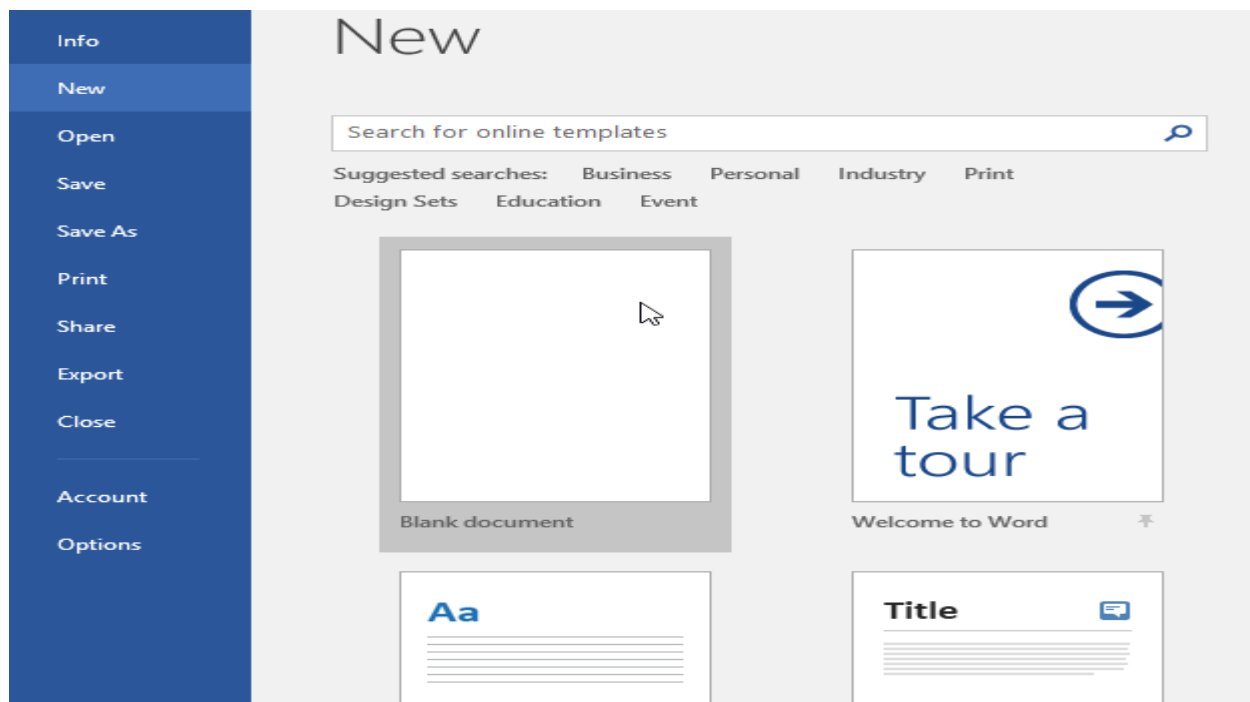 Info
New
Open
Save
Save As
Print
Share
Export
Close
Account
Options
New
Search for online templates
Suggested searches: Business Personal Industry Print
Design Sets Education Event
Take a
tour
Blank document
Welcome to Word
Aa
Title